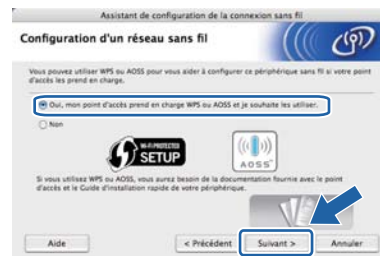 Assistant de configuration de la connexion sans fil
Configuration d'un réseau sans fil
Vous pouvez utiliser WPS ou AOSS pour vous aider à configurer ce périphérique sans fil si votre point
d'accès les prend en charge.
Oui, mon point d'accès prend en charge WPS ou AOSS et je souhaite les utiliser.
Non
WI-FI PROTECTED
SETUP
AOSS
Si vous utilisez WPS ou AOSS, vous aurez besoin de la documentation fournie avec le point
d'accès et le Guide d'installation rapide de votre périphérique.
Aide
< Précédent
Suivant >
Annuler